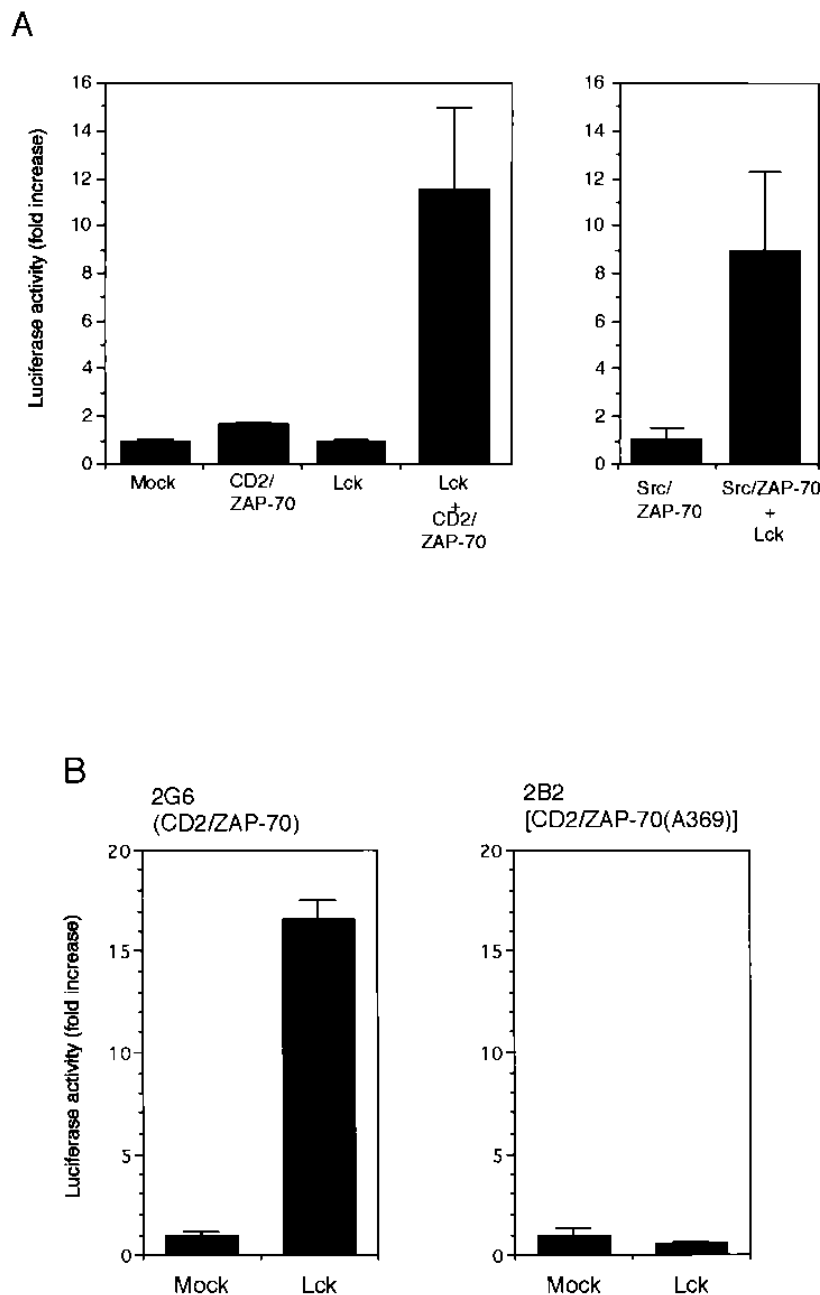 A
Luciferase activity (fold increase)
16
14
12
10
8
6
4
2
0
Mock
CD2/
ZAP-70
Lck
Lck
+
CD2/
ZAP-70
16
14
12
10
8
6
4
2
0
Src/
ZAP-70
Src/ZAP-70
+
Lck
B
2G6
(CD2/ZAP-70)
Luciferase activity (fold increase)
20
15
10
5
0
Mock
Lck
2B2
[CD2/ZAP-70(A369)]
20
15
10
5
0
Mock
Lck